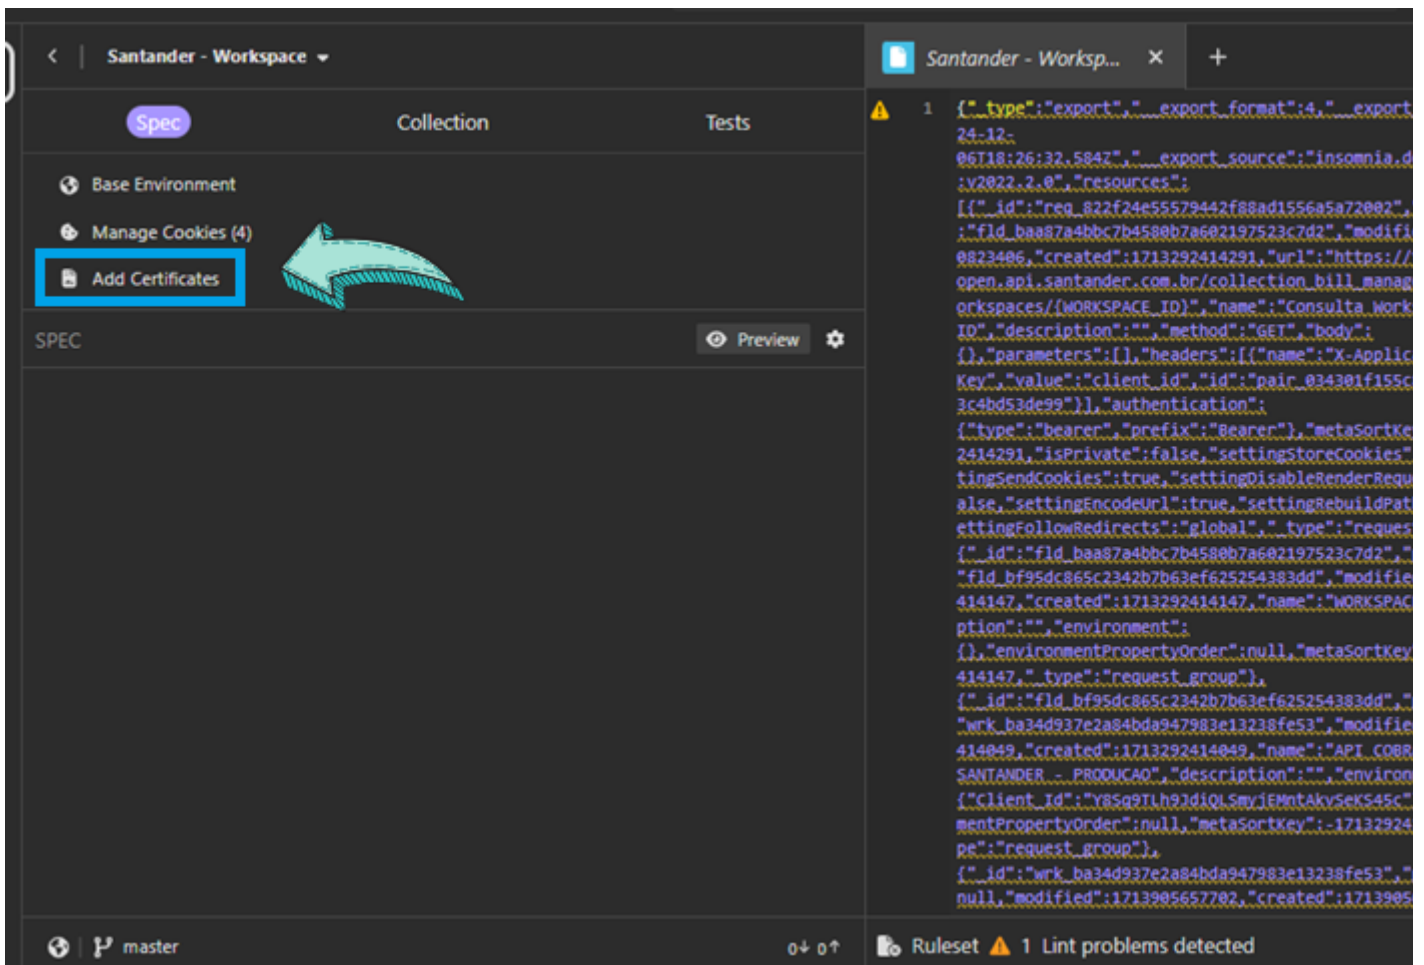 Santander - Workspace
Spec
Collection
Tests
Base Environment
Manage Cookies (4)
Add Certificates
SPEC
Preview
master
0↓ 0↑
Santander - Worksp...
1
{"_type":"export","__export_format":4,"__export
24-12-
06T18:26:32.584Z","__export_source":"insomnia.d
:v2022.2.0","resources":
[{"_id":"req_822f24e55579442f88ad1556a5a72002",
:"fld_baa87a4bbc7b4580b7a602197523c7d2","modifi
0823406,"created":1713292414291,"url":"https://
open.api.santander.com.br/collection_bill_manag
orkspaces/{WORKSPACE_ID}","name":"Consulta Work
ID","description":"","method":"GET","body":
{},"parameters":[],"headers":[{"name":"X-Applic
Key","value":"client_id","id":"pair_034301f155c
3c4bd53de99"}],"authentication":
{"type":"bearer","prefix":"Bearer"},"metaSortKe
2414291,"isPrivate":false,"settingStoreCookies"
tingSendCookies":true,"settingDisableRenderRequ
alse,"settingEncodeUrl":true,"settingRebuildPat
ettingFollowRedirects":"global","_type":"reques
{"_id":"fld_baa87a4bbc7b4580b7a602197523c7d2","
"fld_bf95dc865c2342b7b63ef625254383dd","modifie
414147,"created":1713292414147,"name":"WORKSPAC
ption":"","environment":
{},"environmentPropertyOrder":null,"metaSortKey
414147,"_type":"request_group"},
{"_id":"fld_bf95dc865c2342b7b63ef625254383dd","
"wrk_ba34d937e2a84bda947983e13238fe53","modifie
414049,"created":1713292414049,"name":"API COBR
SANTANDER - PRODUCAO","description":"","environ
{"Client_Id":"Y8Sq9TLh9JdiQLSmyjEMntAkvSeKS45c"
mentPropertyOrder":null,"metaSortKey":-17132924
pe":"request_group"},
{"_id":"wrk_ba34d937e2a84bda947983e13238fe53","
null,"modified":1713905657702,"created":1713905
Ruleset
1 Lint problems detected